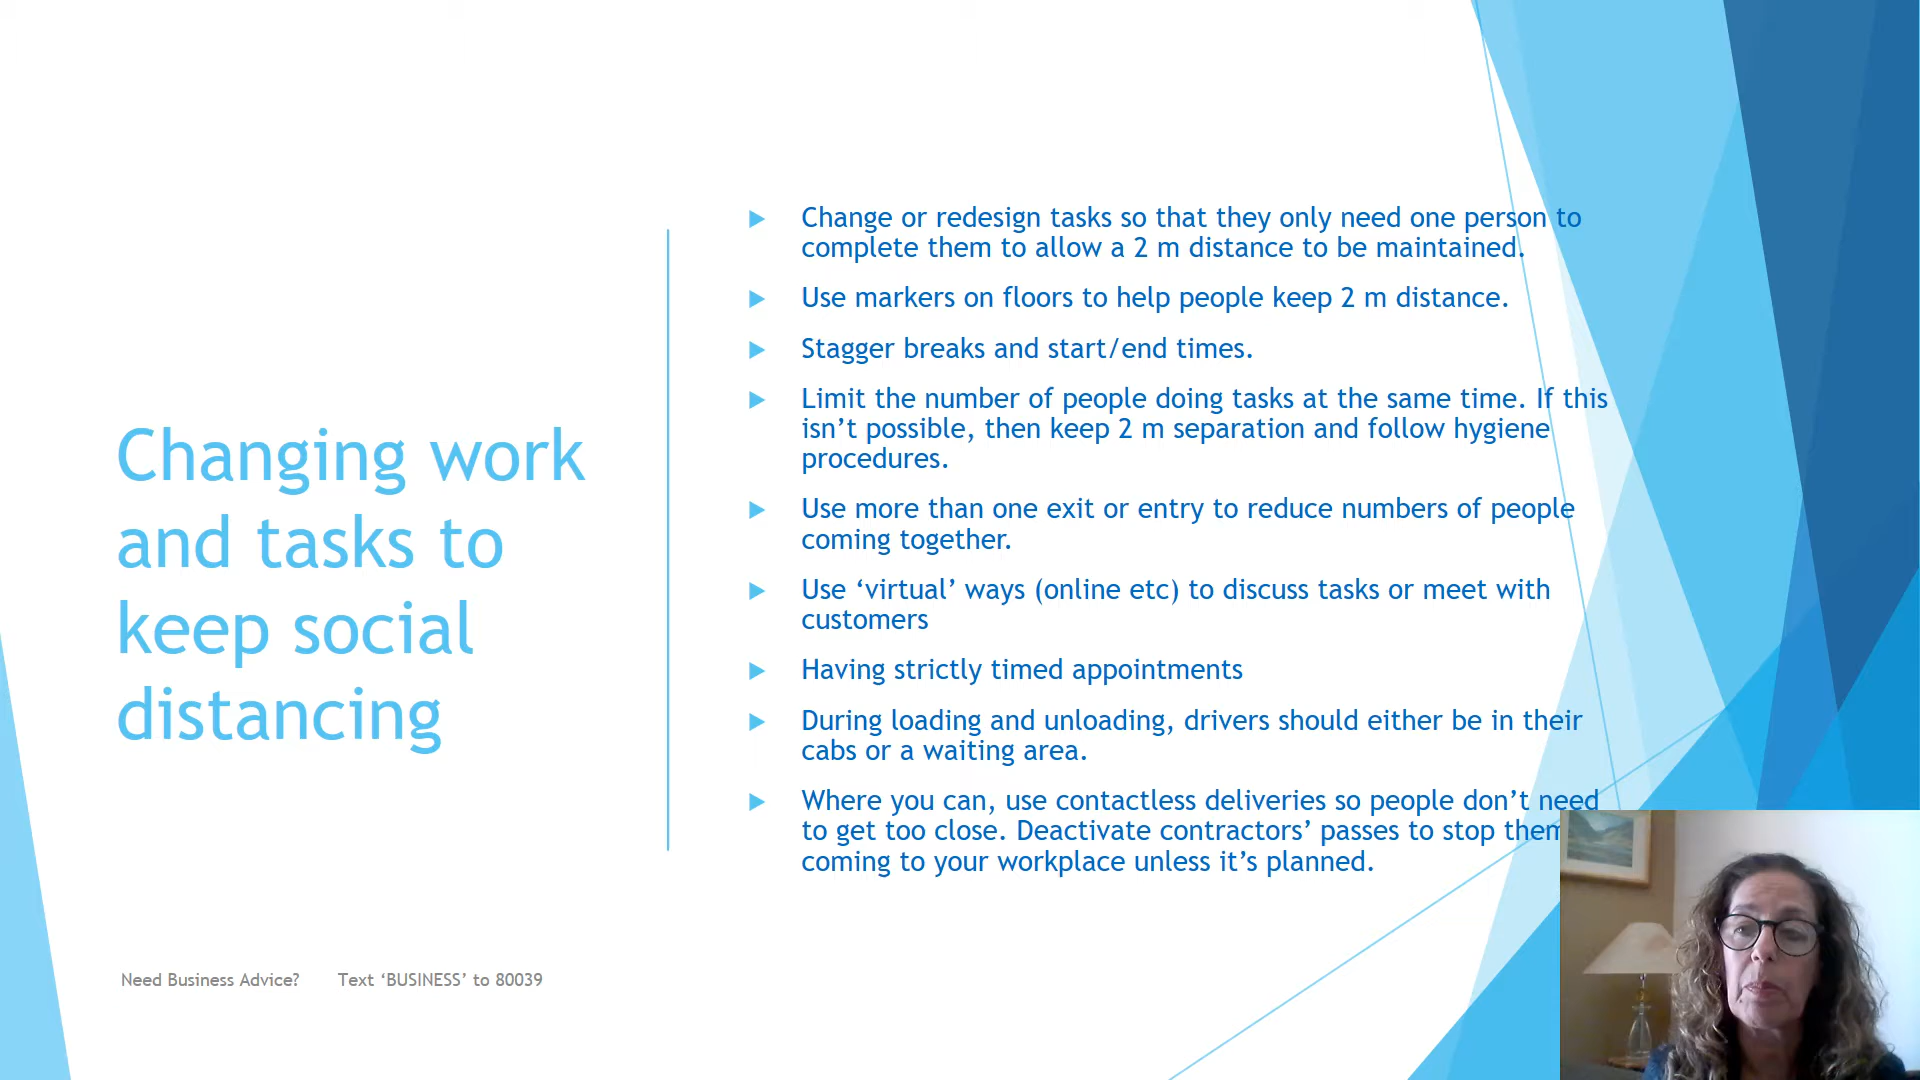 Changing work
and tasks to
keep social
distancing
Change or redesign tasks so that they only need one person to
complete them to allow a 2 m distance to be maintained.
Use markers on floors to help people keep 2 m distance.
Stagger breaks and start/end times.
Limit the number of people doing tasks at the same time. If this
isn’t possible, then keep 2 m separation and follow hygiene
procedures.
Use more than one exit or entry to reduce numbers of people
coming together.
Use ‘virtual’ ways (online etc) to discuss tasks or meet with
customers
Having strictly timed appointments
During loading and unloading, drivers should either be in their
cabs or a waiting area.
Where you can, use contactless deliveries so people don’t need
to get too close. Deactivate contractors’ passes to stop them
coming to your workplace unless it’s planned.
Need Business Advice? Text ‘BUSINESS’ to 80039